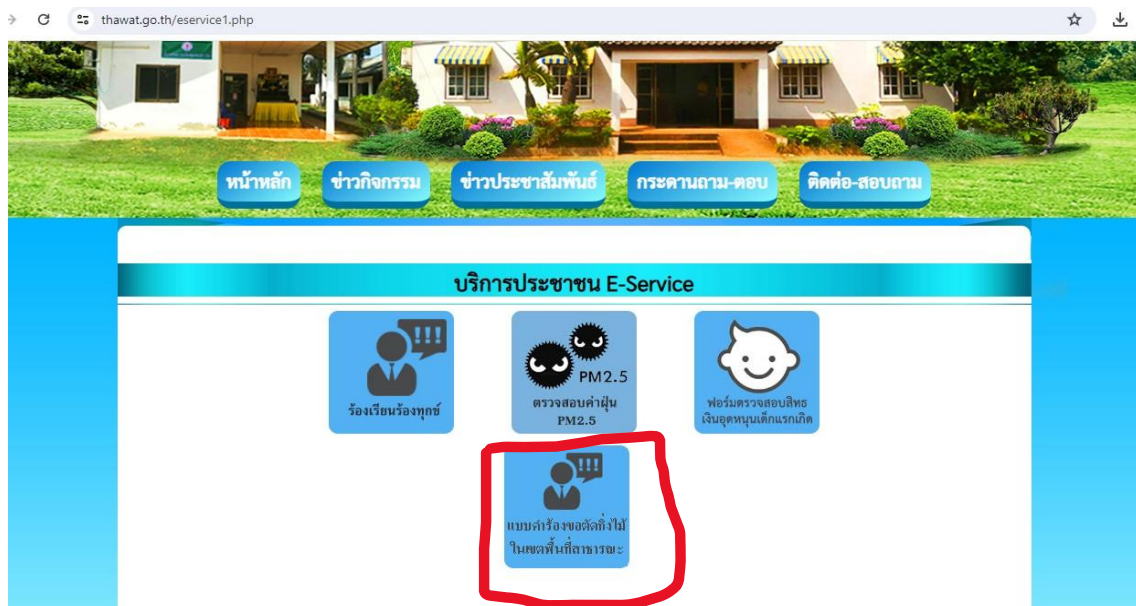 thawat.go.th/eservice1.php
หน้าหลัก
ข่าวกิจกรรม
ข่าวประชาสัมพันธ์
กระดานถาม-ตอบ
ติดต่อ-สอบถาม
บริการประชาชน E-Service
!!!
ร้องเรียนร้องทุกข์
PM2.5
ตรวจสอบค่าฝุ่น
PM2.5
ฟอร์มตรวจสอบสิทธ
เงินอุดหนุนเด็กแรกเกิด
!!!
แบบคำร้องขอตัดกิ่งไม้
ในเขตพื้นที่สาธารณะ